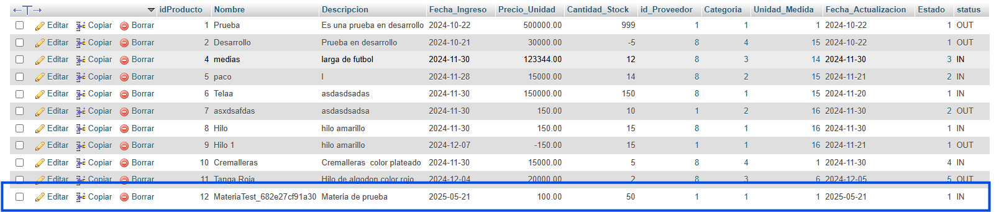 idProducto Nombre Descripcion Fecha_Ingreso Precio_Unidad Cantidad_Stock id_Proveedor Categoria Unidad_Medida Fecha_Actualizacion Estado status
Editar Copiar Borrar 1 Prueba Es una prueba en desarrollo 2024-10-22 500000.00 999 1 1 1 2024-10-22 1 OUT
Editar Copiar Borrar 2 Desarrollo Prueba en desarrollo 2024-10-21 30000.00 -5 8 4 15 2024-10-22 1 OUT
Editar Copiar Borrar 4 medias larga de futbol 2024-11-30 123344.00 12 8 3 14 2024-11-30 3 IN
Editar Copiar Borrar 5 paco l 2024-11-28 15000.00 14 8 2 15 2024-11-21 2 IN
Editar Copiar Borrar 6 Telaa asdasdsadas 2024-11-30 150000.00 150 8 1 15 2024-11-20 1 IN
Editar Copiar Borrar 7 asxdsafdas asdasdsadsa 2024-11-30 150.00 10 1 2 16 2024-11-30 2 OUT
Editar Copiar Borrar 8 Hilo hilo amarillo 2024-11-30 150.00 15 8 1 16 2024-11-30 1 IN
Editar Copiar Borrar 9 Hilo 1 hilo amarillo 2024-12-07 -150.00 15 1 1 16 2024-11-21 1 OUT
Editar Copiar Borrar 10 Cremalleras Cremalleras color plateado 2024-11-30 15000.00 5 8 4 1 2024-11-30 4 IN
Editar Copiar Borrar 11 Tanga Roja Hilo de algodon color rojo 2024-12-04 20000.00 2 8 3 6 2024-12-05 5 OUT
Editar Copiar Borrar 12 MateriaTest_682e27cf91a30 Materia de prueba 2025-05-21 100.00 50 1 1 1 2025-05-21 1 IN